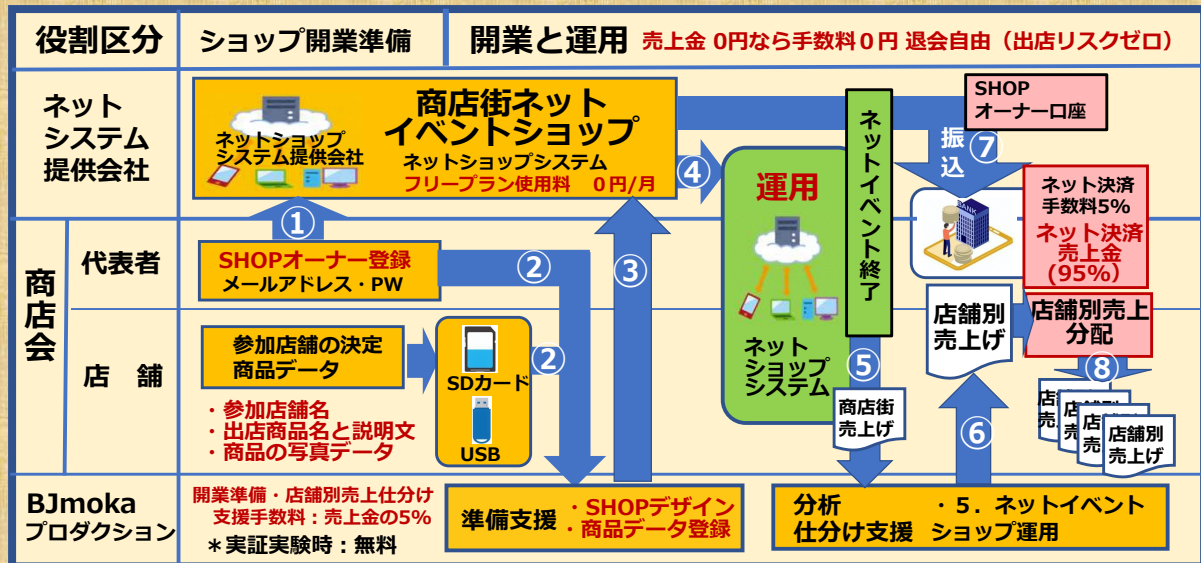 役割区分
ショップ開業準備
開業と運用 売上金 0円なら手数料0円 退会自由（出店リスクゼロ）
ネット
システム
提供会社
ネットショップ
システム提供会社
商店街ネット
イベントショップ
ネットショップシステム
フリープラン使用料 0円/月
④
運用
ネット
ショップ
システム
ネットイベント終了
SHOP
オーナー口座
振込
⑦
BANK
ネット決済
手数料5%
ネット決済
売上金
(95%)
商店会
代表者
①
SHOPオーナー登録
メールアドレス・PW
②
③
店 舗
参加店舗の決定
商品データ
・参加店舗名
・出店商品名と説明文
・商品の写真データ
SDカード
USB
②
⑤
商店街
売上げ
店舗別
売上げ
⑥
店舗別売上
分配
⑧
店
売
店舗
売
店舗
売
店舗別
売上げ
BJmoka
プロダクション
開業準備・店舗別売上仕分け
支援手数料：売上金の5%
＊実証実験時：無料
準備支援
・SHOPデザイン
・商品データ登録
分析
仕分け支援
・5．ネットイベント
ショップ運用